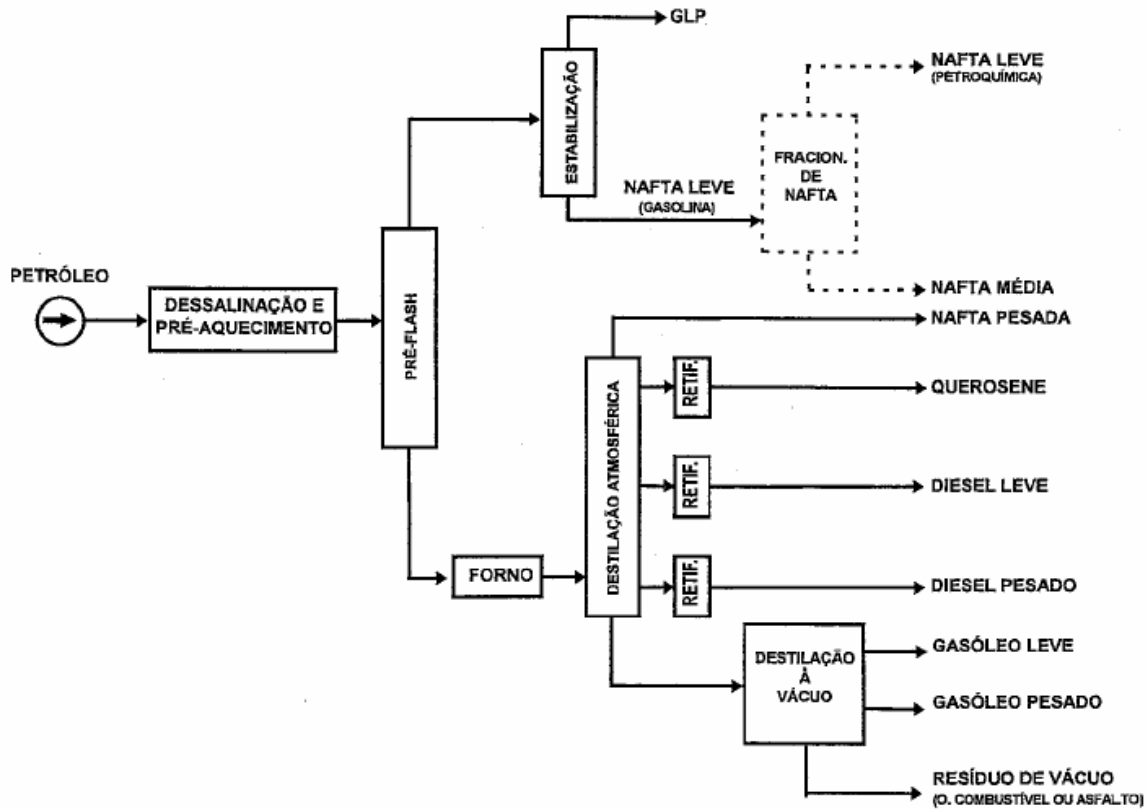 GLP
NAFTA LEVE
(PETROQUÍMICA)
ESTABILIZAÇÃO
FRACION.
DE
NAFTA
NAFTA LEVE
(GASOLINA)
PETRÓLEO
DESSALINAÇÃO E
PRÉ-AQUECIMENTO
PRÉ-FLASH
NAFTA MÉDIA
NAFTA PESADA
DESTILAÇÃO ATMOSFÉRICA
RETIF.
QUEROSENE
RETIF.
DIESEL LEVE
FORNO
RETIF.
DIESEL PESADO
DESTILAÇÃO
À
VÁCUO
GASÓLEO LEVE
GASÓLEO PESADO
RESÍDUO DE VÁCUO
(O. COMBUSTÍVEL OU ASFALTO)